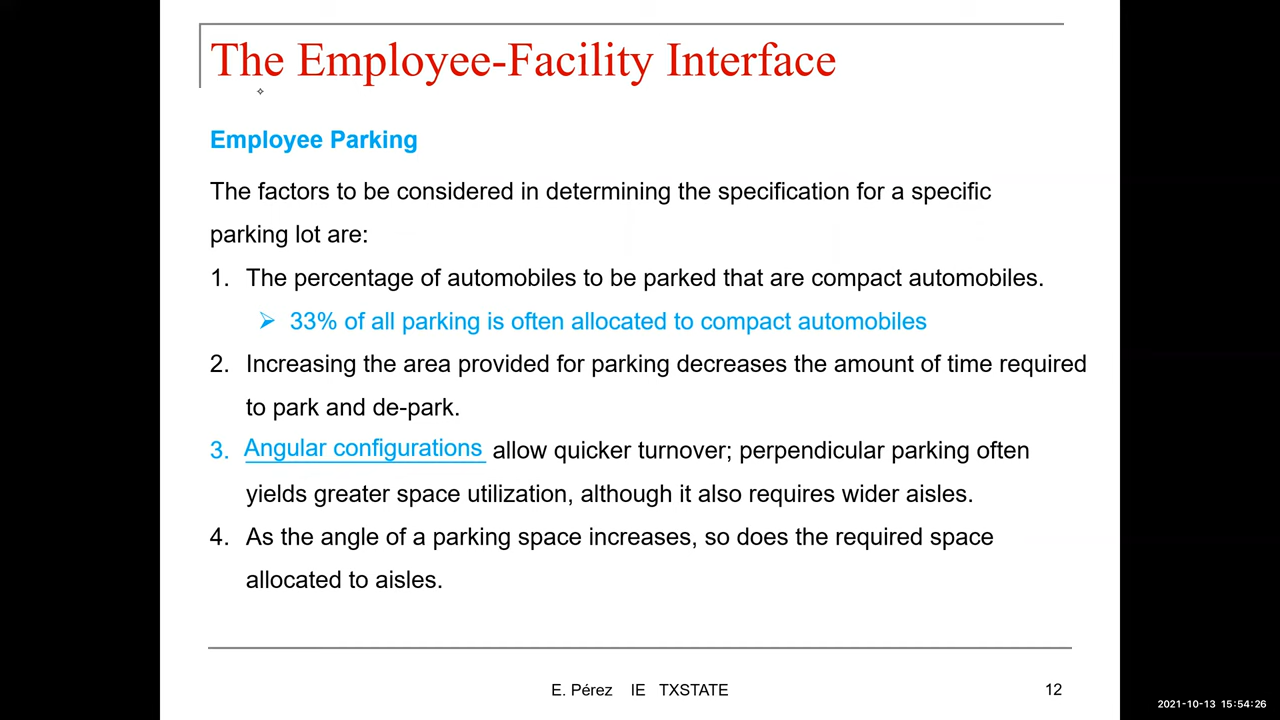 The Employee-Facility Interface
Employee Parking
The factors to be considered in determining the specification for a specific
parking lot are:
1. The percentage of automobiles to be parked that are compact automobiles.
➢ 33% of all parking is often allocated to compact automobiles
2. Increasing the area provided for parking decreases the amount of time required
to park and de-park.
3. Angular configurations allow quicker turnover; perpendicular parking often
yields greater space utilization, although it also requires wider aisles.
4. As the angle of a parking space increases, so does the required space
allocated to aisles.
E. Pérez IE TXSTATE 12
2021-10-13 15:54:26